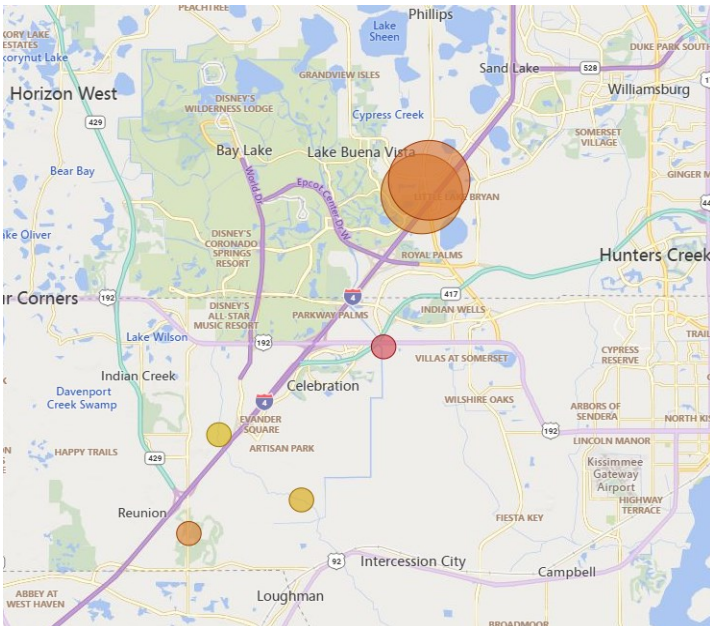 PEACHTREE
Phillips
Lake
Sheen
KORY LAKE
ESTATES
korynut Lake
DUKE PARK SOUTH
Sand Lake
528
GRANDVIEW ISLES
Williamsburg
Horizon West
DISNEY'S
WILDERNESS LODGE
Cypress Creek
429
SOMERSET
VILLAGE
Bay Lake
Lake Buena Vista
Bear Bay
World Dr
Epcot Center Dr W
LITTLE LAKE BRYAN
GINGER M
44
ake Oliver
DISNEY'S
CORONADO
SPRINGS
RESORT
ROYAL PALMS
Hunters Creek
ur Corners
192
4
417
DISNEY'S
ALL-STAR
MUSIC RESORT
PARKWAY PALMS
INDIAN WELLS
TRAIL
Lake Wilson
192
VILLAS AT SOMERSET
CYPRESS
RESERVE
Indian Creek
Celebration
Davenport
Creek Swamp
4
WILSHIRE OAKS
ARBORS OF
SENDERA
EVANDER
SQUARE
NORTH KIS
192
LINCOLN MANOR
HAPPY TRAILS
ARTISAN PARK
429
Kissimmee
Gateway
Airport
HIGHWAY
TERRACE
Reunion
FIESTA KEY
92
Intercession City
Campbell
ABBEY AT
WEST HAVEN
Loughman
BROADMOOR